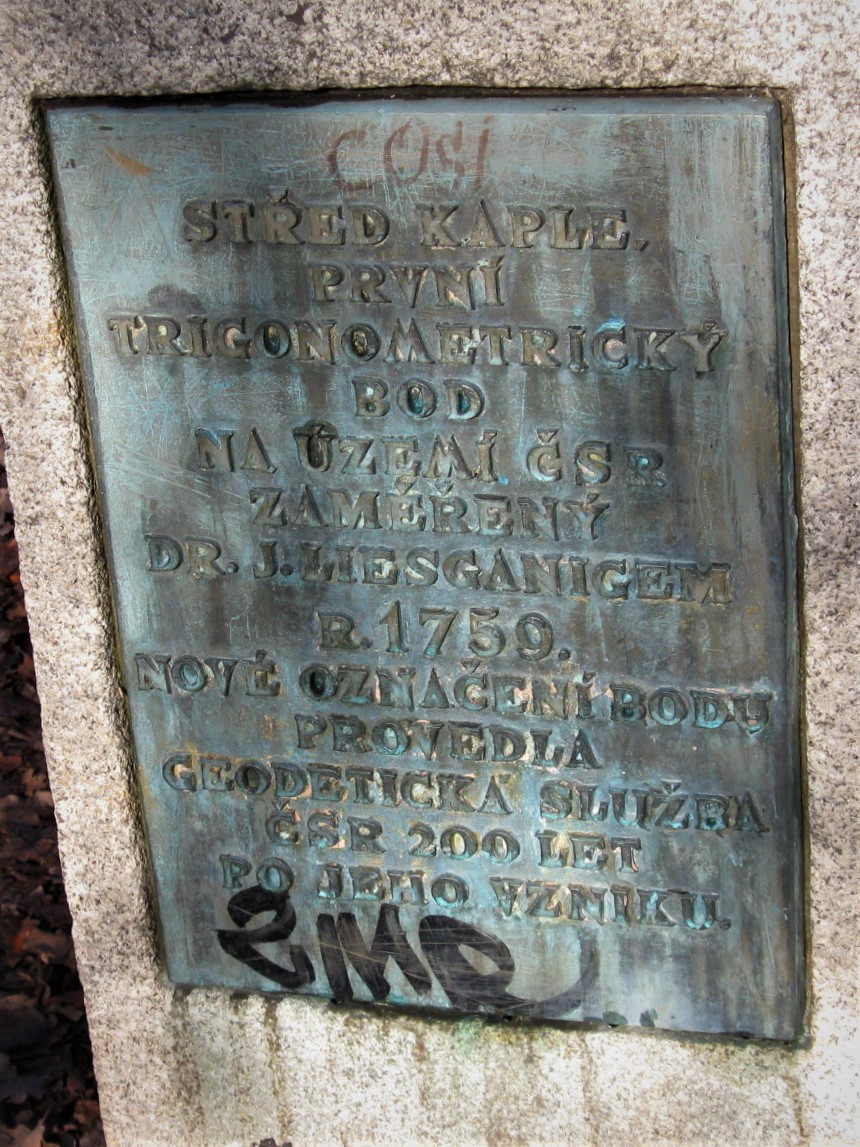 COSI
STŘED KAPLE.
PRVNÍ
TRIGONOMETRICKÝ
BOD
NA ÚZEMÍ ČSR
ZAMĚŘENÝ
DR. J. LIESGANIGEM
R. 1759.
NOVÉ OZNAČENÍ BODU
PROVEDLA
GEODETICKÁ SLUŽBA
ČSR 200 LET
PO JEHO VZNIKU.